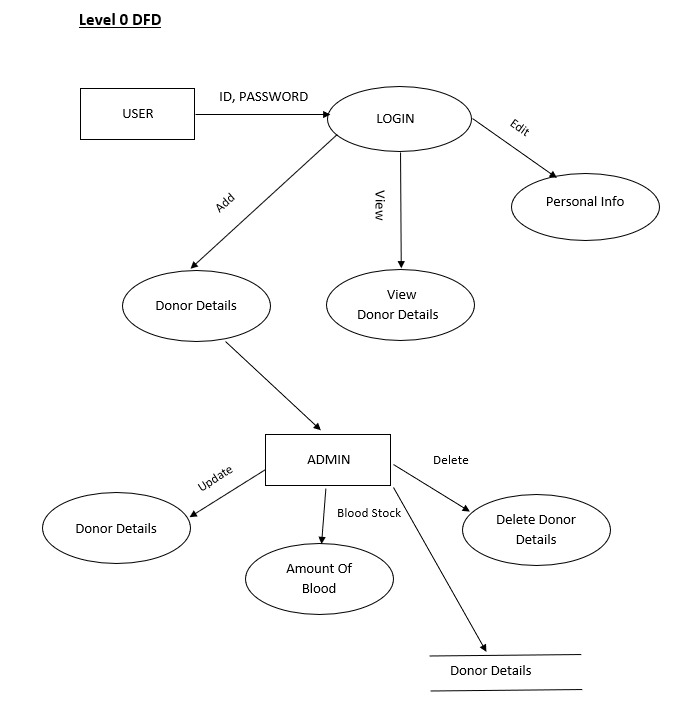 Level 0 DFD
ID, PASSWORD
USER
LOGIN
Edit
Personal Info
Add
View
Donor Details
View
Donor Details
ADMIN
Delete
Update
Blood Stock
Donor Details
Delete Donor
Details
Amount Of
Blood
Donor Details